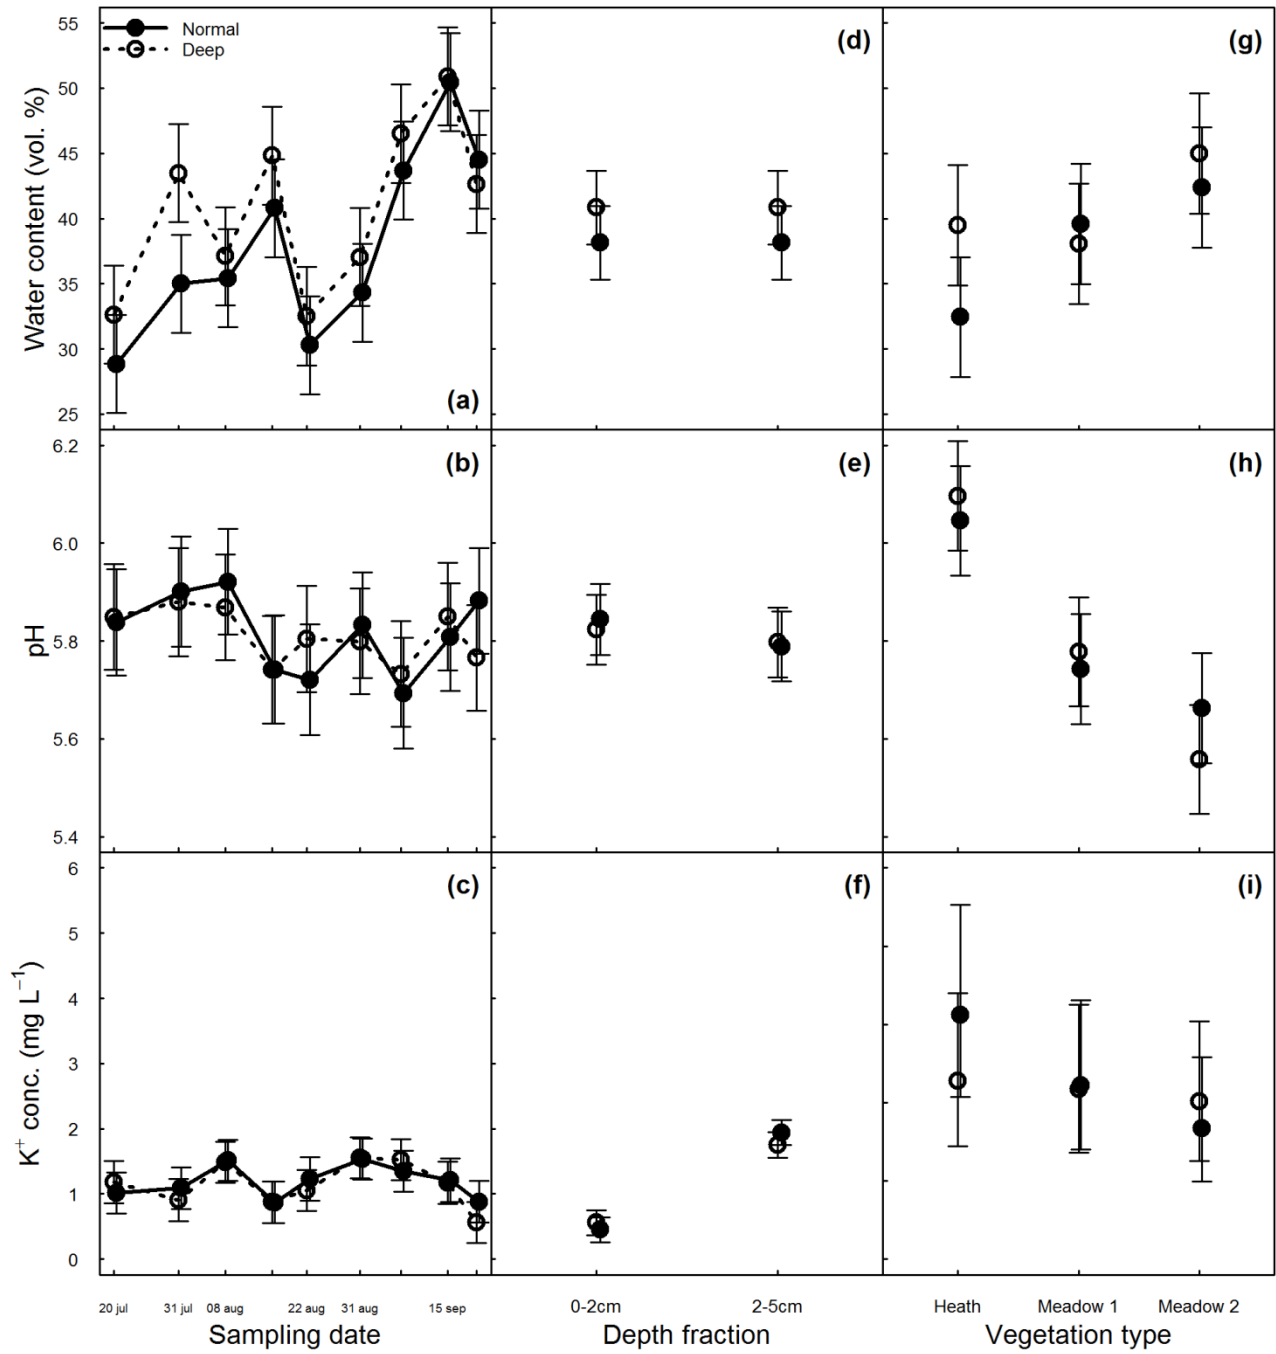 Normal
Deep
55
50
45
40
35
30
25
Water content (vol. %)
(a)
(d)
(g)
6.2
6.0
5.8
5.6
5.4
pH
(b)
(e)
(h)
6
5
4
3
2
1
0
K⁺ conc. (mg L⁻¹)
(c)
(f)
(i)
20 jul 31 jul 08 aug 22 aug 31 aug 15 sep
0-2cm 2-5cm
Heath Meadow 1 Meadow 2
Sampling date
Depth fraction
Vegetation type